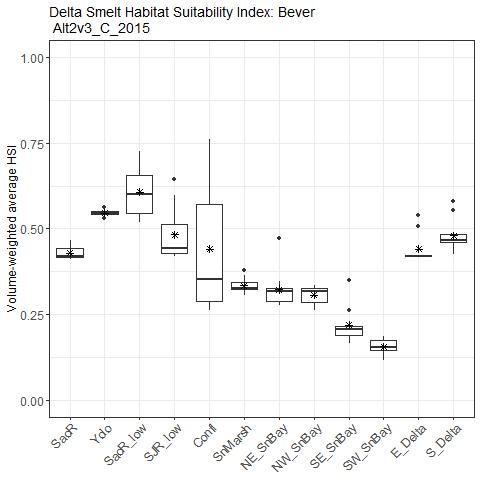 Delta Smelt Habitat Suitability Index: Bever
Alt2v3_C_2015
Volume-weighted average HSI
1.00
0.75
0.50
0.25
0.00
SacR
Yolo
SacR_low
SJR_low
Confl
SnMarsh
NE_SnBay
NW_SnBay
SE_SnBay
SW_SnBay
E_Delta
S_Delta